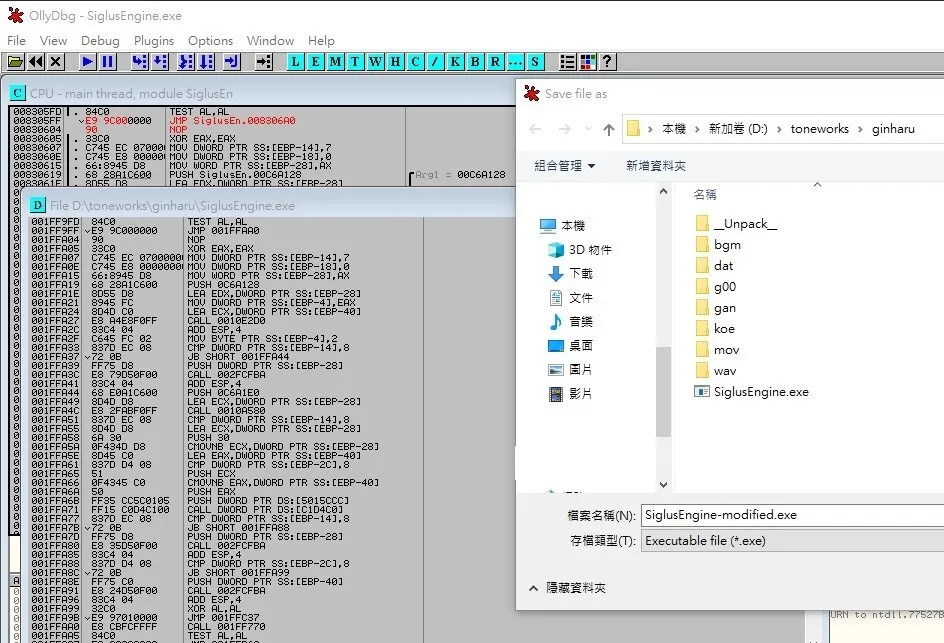 OllyDbg - SiglusEngine.exe
File View Debug Plugins Options Window Help
L E M T W H C / K B R ... S ?
C CPU - main thread, module SiglusEn
008305FD . 84C0 TEST AL,AL
008305FF E9 9C000000 JMP SiglusEn.008306A0
00830604 90 NOP
00830605 . 33C0 XOR EAX,EAX
00830607 . C745 EC 070000 MOV DWORD PTR SS:[EBP-14],7
0083060E . C745 E8 000000 MOV DWORD PTR SS:[EBP-18],0
00830615 . 66:8945 D8 MOV WORD PTR SS:[EBP-28],AX
00830619 . 68 28A1C600 PUSH SiglusEn.00C6A128 Arg1 = 00C6A128
0083061E . 8D55 D8 LEA EDX,DWORD PTR SS:[EBP-28]
D File D:\toneworks\ginharu\SiglusEngine.exe
001FF9FD 84C0 TEST AL,AL
001FF9FF E9 9C000000 JMP 001FFAA0
001FFA04 90 NOP
001FFA05 33C0 XOR EAX,EAX
001FFA07 C745 EC 07000000 MOV DWORD PTR SS:[EBP-14],7
001FFA0E C745 E8 00000000 MOV DWORD PTR SS:[EBP-18],0
001FFA15 66:8945 D8 MOV WORD PTR SS:[EBP-28],AX
001FFA19 68 28A1C600 PUSH 0C6A128
001FFA1E 8D55 D8 LEA EDX,DWORD PTR SS:[EBP-28]
001FFA21 8945 FC MOV DWORD PTR SS:[EBP-4],EAX
001FFA24 8D4D C0 LEA ECX,DWORD PTR SS:[EBP-40]
001FFA27 E8 A4E8F0FF CALL 0010E2D0
001FFA2C 83C4 04 ADD ESP,4
001FFA2F C645 FC 02 MOV BYTE PTR SS:[EBP-4],2
001FFA33 837D EC 08 CMP DWORD PTR SS:[EBP-14],8
001FFA37 72 0B JB SHORT 001FFA44
001FFA39 FF75 D8 PUSH DWORD PTR SS:[EBP-28]
001FFA3C E8 79D50F00 CALL 002FCFBA
001FFA41 83C4 04 ADD ESP,4
001FFA44 68 E0A1C600 PUSH 0C6A1E0
001FFA49 8D4D D8 LEA ECX,DWORD PTR SS:[EBP-28]
001FFA4C E8 2FABF0FF CALL 0010A580
001FFA51 837D EC 08 CMP DWORD PTR SS:[EBP-14],8
001FFA55 8D4D D8 LEA ECX,DWORD PTR SS:[EBP-28]
001FFA58 6A 30 PUSH 30
001FFA5A 0F434D D8 CMOVNB ECX,DWORD PTR SS:[EBP-28]
001FFA5E 8D45 C0 LEA EAX,DWORD PTR SS:[EBP-40]
001FFA61 837D D4 08 CMP DWORD PTR SS:[EBP-2C],8
001FFA65 51 PUSH ECX
001FFA66 0F4345 C0 CMOVNB EAX,DWORD PTR SS:[EBP-40]
001FFA6A 50 PUSH EAX
001FFA6B FF35 CC5C0105 PUSH DWORD PTR DS:[5015CCC]
001FFA71 FF15 C0D4C100 CALL DWORD PTR DS:[C1D4C0]
001FFA77 837D EC 08 CMP DWORD PTR SS:[EBP-14],8
001FFA7B 72 0B JB SHORT 001FFA88
001FFA7D FF75 D8 PUSH DWORD PTR SS:[EBP-28]
001FFA80 E8 35D50F00 CALL 002FCFBA
001FFA85 83C4 04 ADD ESP,4
001FFA88 837D D4 08 CMP DWORD PTR SS:[EBP-2C],8
001FFA8C 72 0B JB SHORT 001FFA99
001FFA8E FF75 C0 PUSH DWORD PTR SS:[EBP-40]
001FFA91 E8 24D50F00 CALL 002FCFBA
001FFA96 83C4 04 ADD ESP,4
001FFA99 32C0 XOR AL,AL
001FFA9B E9 97010000 JMP 001FFC37
001FFAA0 E8 CBFCFFFF CALL 001FF770
001FFAA5 84C0 TEST AL,AL
Save file as
本機 › 新加卷 (D:) › toneworks › ginharu
組合管理 新增資料夾
本機
3D 物件
下載
文件
音樂
桌面
圖片
影片
名稱
__Unpack__
bgm
dat
g00
gan
koe
mov
wav
SiglusEngine.exe
檔案名稱(N): SiglusEngine-modified.exe
存檔類型(T): Executable file (*.exe)
隱藏資料夾
URN to ntdll.77527B